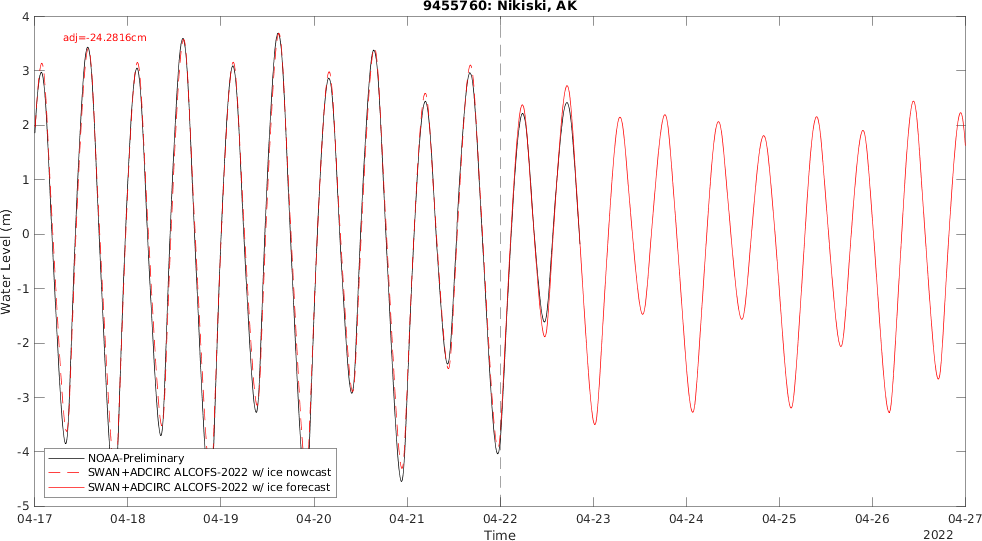 9455760: Nikiski, AK
adj=-24.2816cm
Water Level (m)
4
3
2
1
0
-1
-2
-3
-4
-5
NOAA-Preliminary
SWAN+ADCIRC ALCOFS-2022 w/ ice nowcast
SWAN+ADCIRC ALCOFS-2022 w/ ice forecast
04-17 04-18 04-19 04-20 04-21 04-22 04-23 04-24 04-25 04-26 04-27
Time
2022